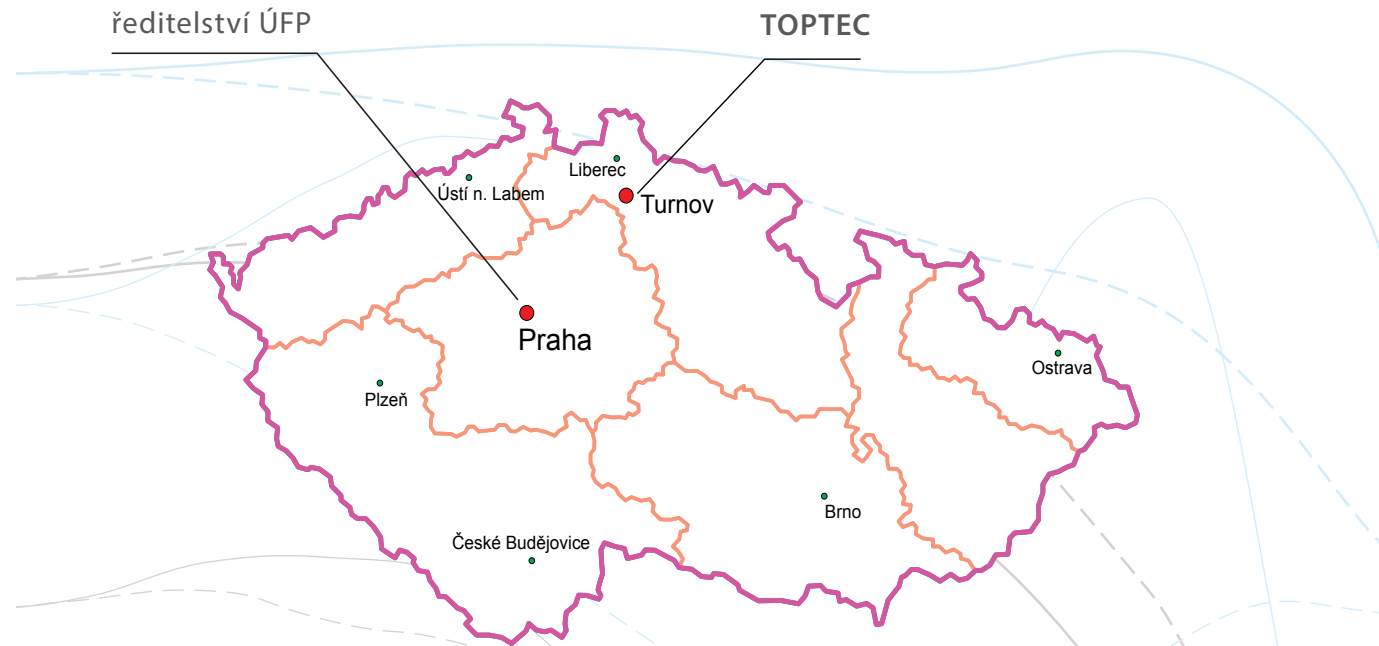 ředitelství ÚFP
TOPTEC
Liberec
Ústí n. Labem
Turnov
Praha
Ostrava
Plzeň
Brno
České Budějovice